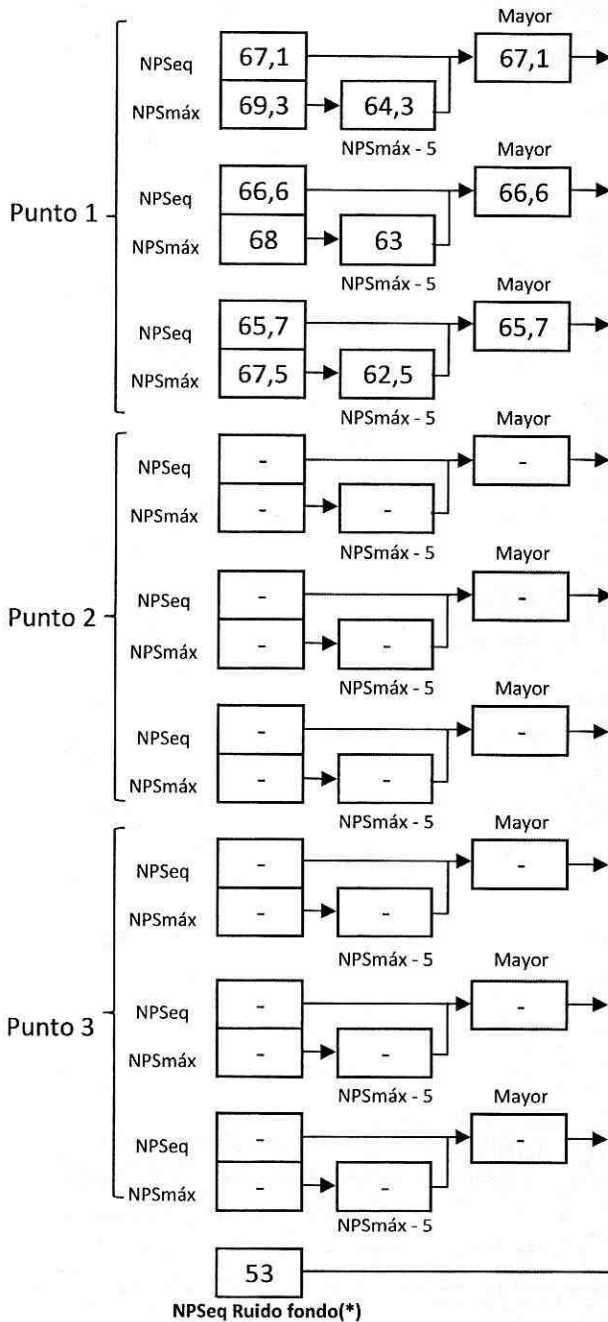 Mayor
NPSeq 67,1 67,1
NPSmáx 69,3 64,3
NPSmáx - 5
Mayor
Punto 1
NPSeq 66,6 66,6
NPSmáx 68 63
NPSmáx - 5
Mayor
NPSeq 65,7 65,7
NPSmáx 67,5 62,5
NPSmáx - 5
Mayor
NPSeq - -
NPSmáx - -
NPSmáx - 5
Mayor
NPSeq - -
Punto 2
NPSmáx - -
NPSmáx - 5
Mayor
NPSeq - -
NPSmáx - -
NPSmáx - 5
Mayor
NPSeq - -
NPSmáx - -
NPSmáx - 5
Mayor
NPSeq - -
Punto 3
NPSmáx - -
NPSmáx - 5
Mayor
NPSeq - -
NPSmáx - -
NPSmáx - 5
53
NPSeq Ruido fondo(*)